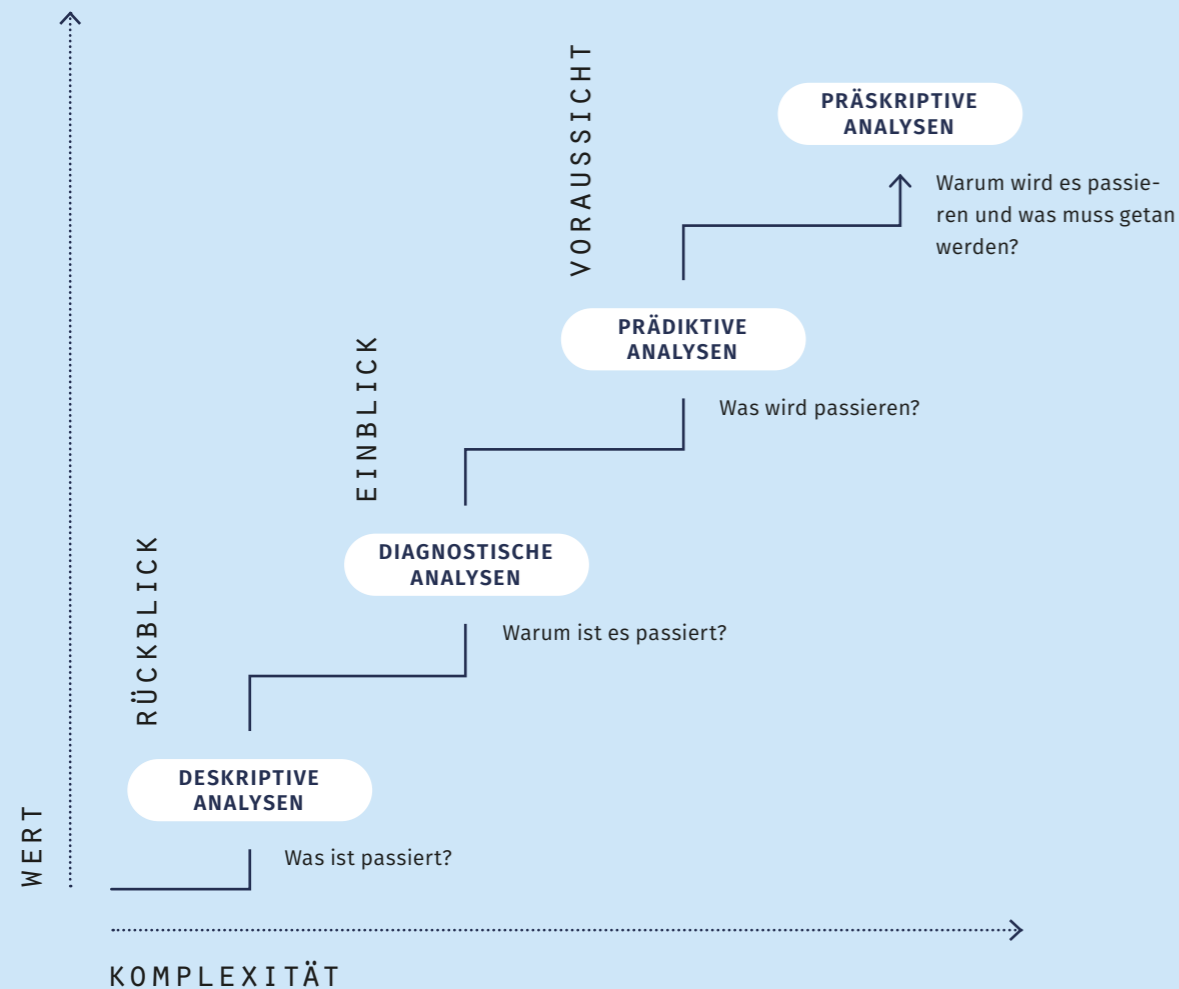 VORAUSSICHT
PRÄSKRIPTIVE
ANALYSEN
Warum wird es passie-
ren und was muss getan
werden?
EINBLICK
PRÄDIKTIVE
ANALYSEN
Was wird passieren?
RÜCKBLICK
DIAGNOSTISCHE
ANALYSEN
Warum ist es passiert?
DESKRIPTIVE
ANALYSEN
Was ist passiert?
WERT
KOMPLEXITÄT